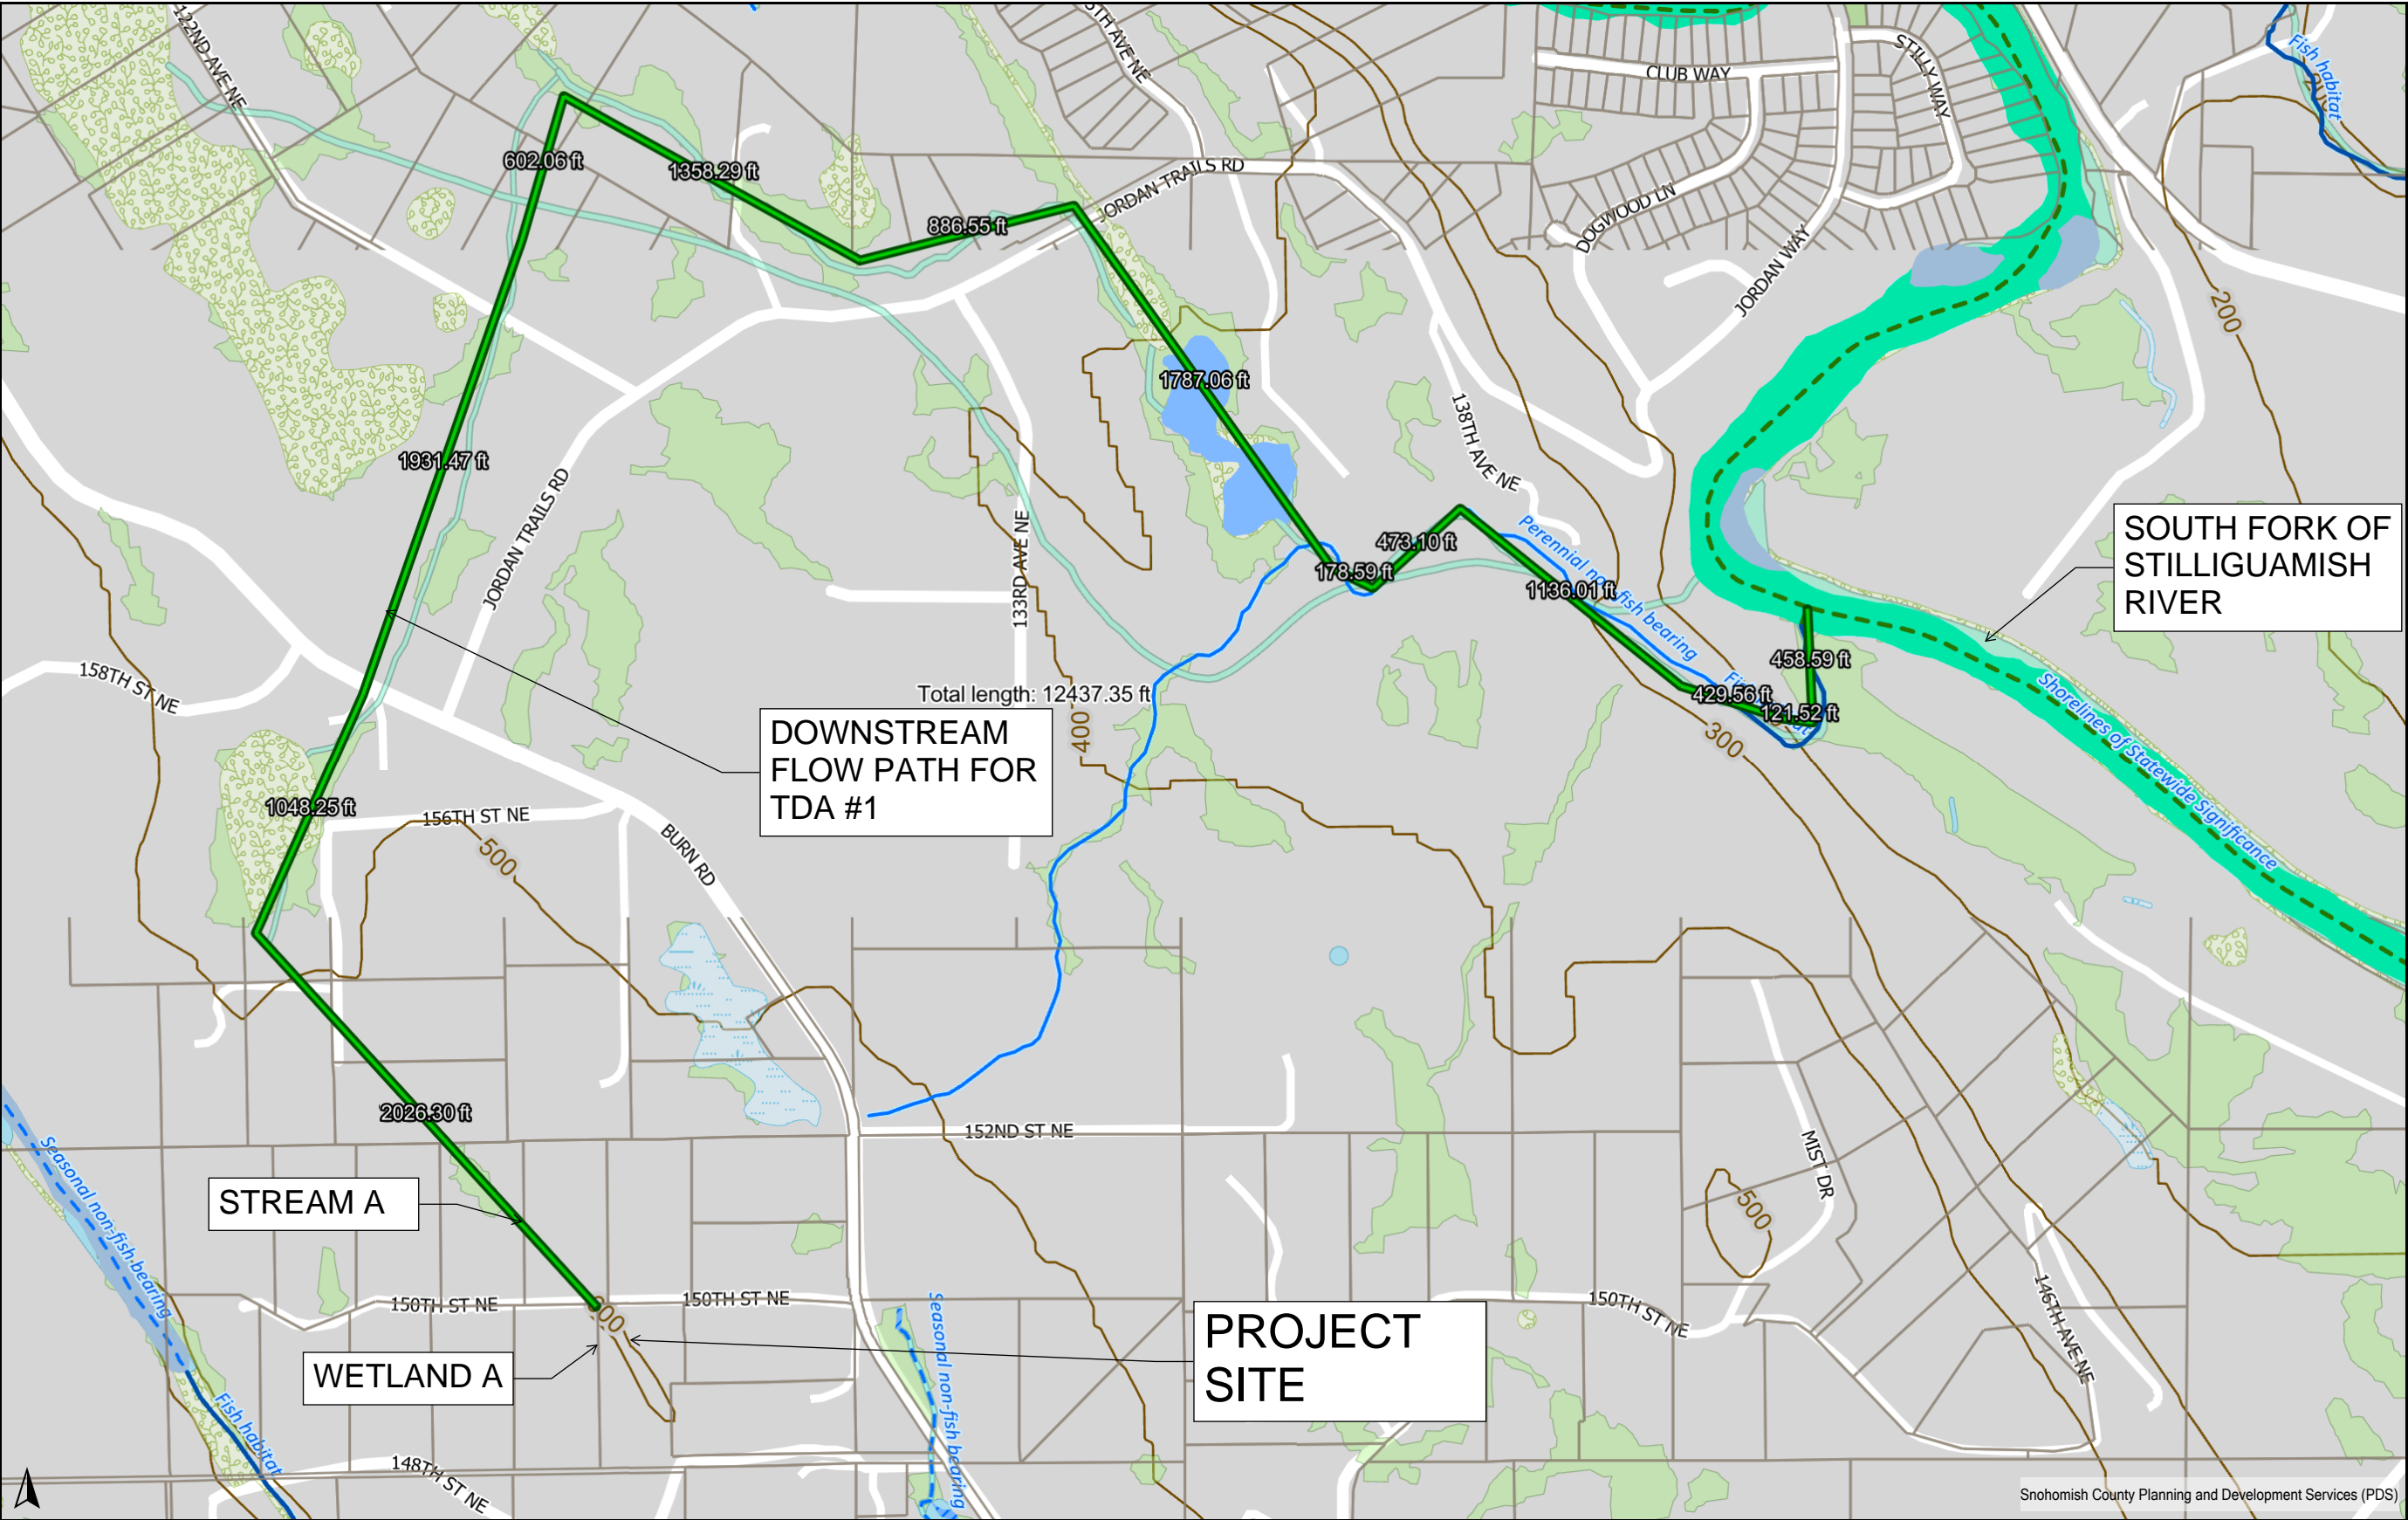 122ND AVE NE
5TH AVE NE
CLUB WAY
STILLY WAY
Fish habitat
602.06 ft
1358.29 ft
JORDAN TRAILS RD
886.55 ft
DOGWOOD LN
JORDAN WAY
200
1787.06 ft
138TH AVE NE
1931.47 ft
JORDAN TRAILS RD
133RD AVE NE
473.10 ft
178.59 ft
Perennial non-fish bearing
1136.01 ft
SOUTH FORK OF
STILLIGUAMISH
RIVER
458.59 ft
158TH ST NE
Total length: 12437.35 ft
429.56 ft
121.52 ft
Shorelines of Statewide Significance
400
300
DOWNSTREAM
FLOW PATH FOR
TDA #1
1048.25 ft
156TH ST NE
500
BURN RD
2026.30 ft
152ND ST NE
MIST DR
Seasonal non-fish bearing
STREAM A
500
150TH ST NE
150TH ST NE
150TH ST NE
146TH AVE NE
PROJECT
SITE
WETLAND A
Seasonal non-fish bearing
Fish habitat
148TH ST NE
Snohomish County Planning and Development Services (PDS)